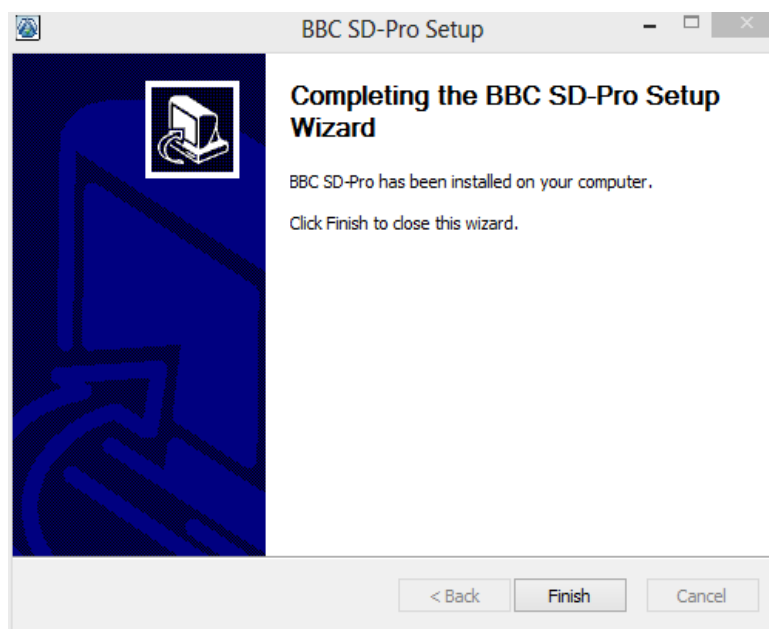 BBC SD-Pro Setup
Completing the BBC SD-Pro Setup
Wizard
BBC SD-Pro has been installed on your computer.
Click Finish to close this wizard.
< Back
Finish
Cancel